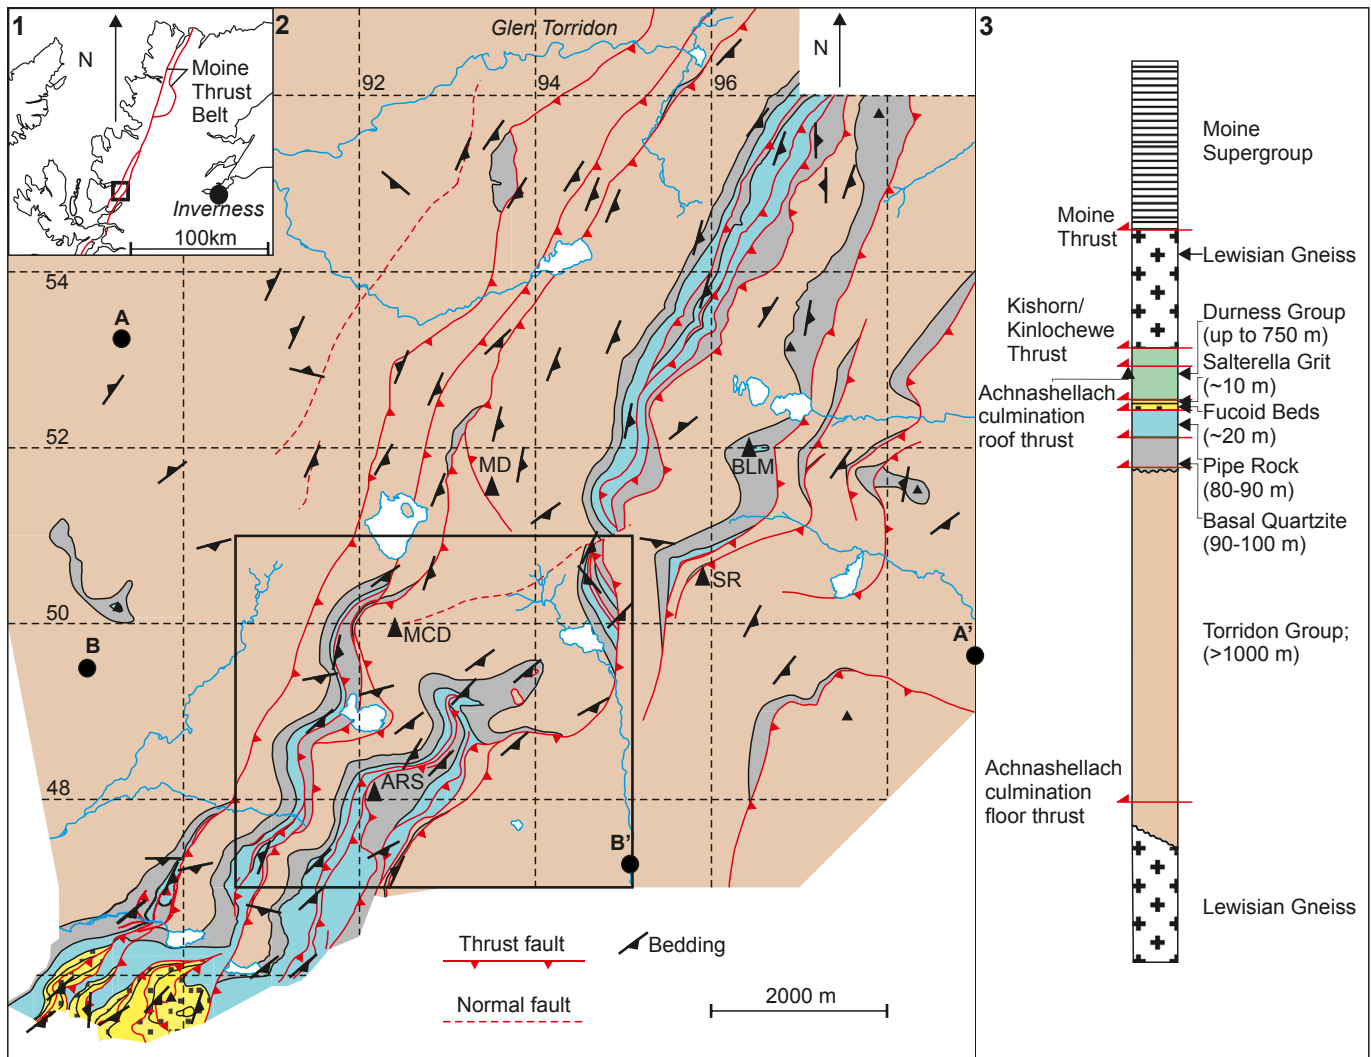 1
N
Moine
Thrust
Belt
Inverness
100km
2
Glen Torridon
N
92
94
96
54
A
52
MD
BLM
SR
50
MCD
B
A'
48
ARS
B'
Thrust fault
Bedding
Normal fault
2000 m
3
Moine
Supergroup
Moine
Thrust
Lewisian Gneiss
Kishorn/
Kinlochewe
Thrust
Durness Group
(up to 750 m)
Salterella Grit
(~10 m)
Achnashellach
culmination
roof thrust
Fucoid Beds
(~20 m)
Pipe Rock
(80-90 m)
Basal Quartzite
(90-100 m)
Torridon Group;
(>1000 m)
Achnashellach
culmination
floor thrust
Lewisian Gneiss